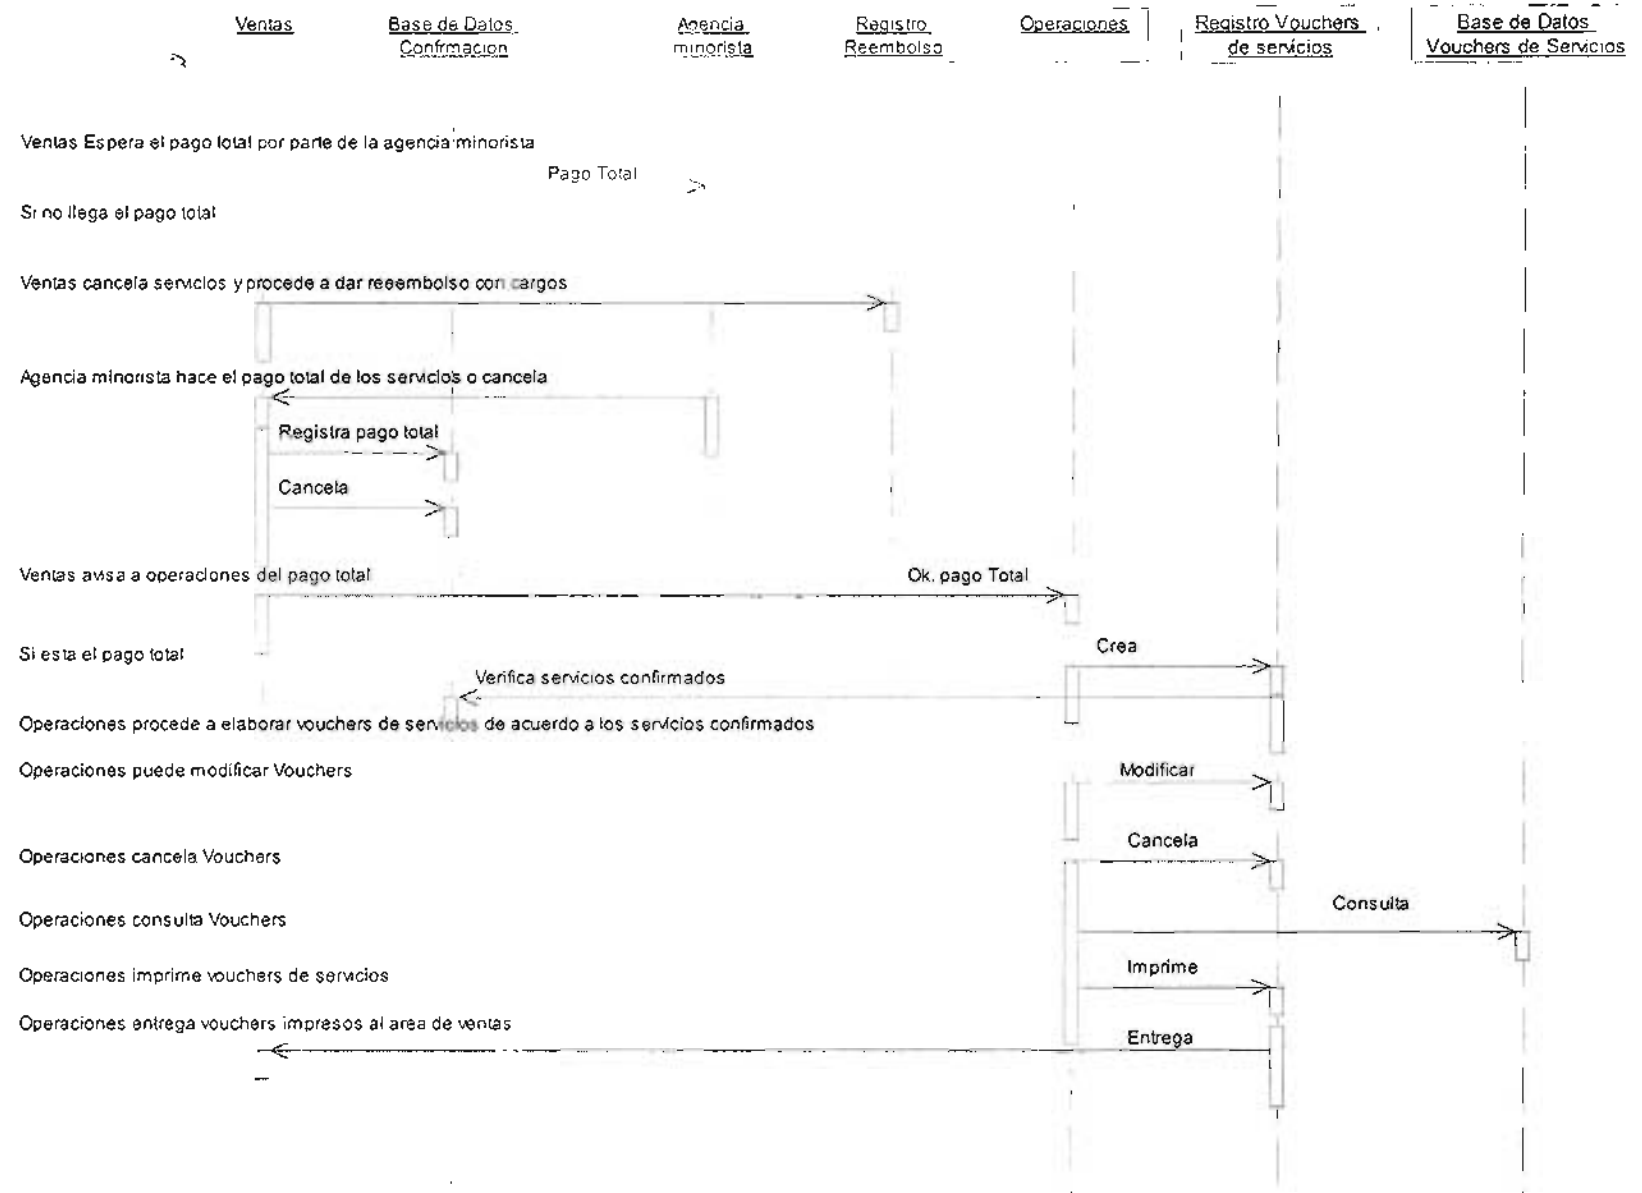 Ventas
Base de Datos
Confirmacion
Agencia
minorista
Registro
Reembolso
Operaciones
Registro Vouchers
de servicios
Base de Datos
Vouchers de Servicios
Ventas Espera el pago total por parte de la agencia minorista
Pago Total
Si no llega el pago total
Ventas cancela servicios y procede a dar reeembolso con cargos
Agencia minorista hace el pago total de los servicios o cancela
Registra pago total
Cancela
Ventas avisa a operaciones del pago total
Ok. pago Total
Si esta el pago total
Crea
Verifica servicios confirmados
Operaciones procede a elaborar vouchers de servicios de acuerdo a los servicios confirmados
Operaciones puede modificar Vouchers
Modificar
Operaciones cancela Vouchers
Cancela
Operaciones consulta Vouchers
Consulta
Operaciones imprime vouchers de servicios
Imprime
Operaciones entrega vouchers impresos al area de ventas
Entrega